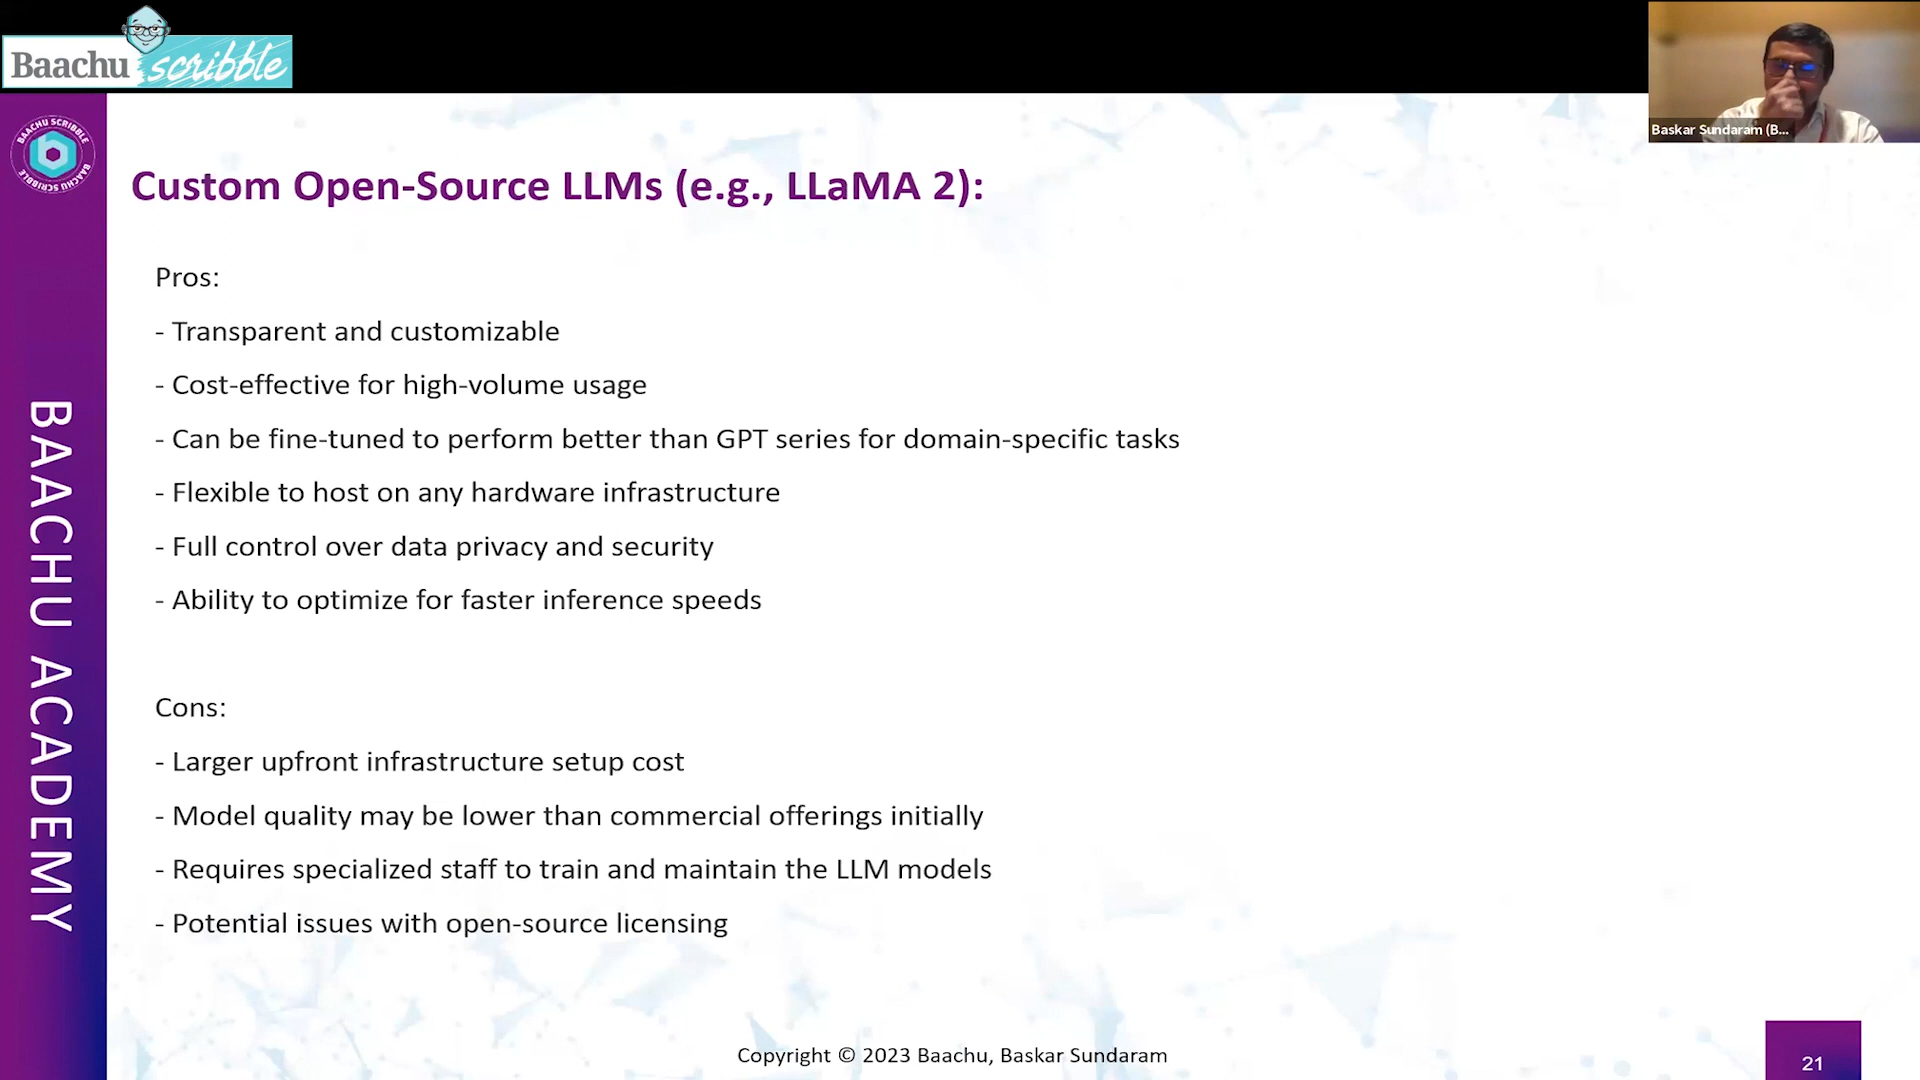 Baachu scribble
Baskar Sundaram (B...
BAACHU SCRIBBLE
BAACHU SCRIBBLE
BAACHU ACADEMY
Custom Open-Source LLMs (e.g., LLaMA 2):
Pros:
- Transparent and customizable
- Cost-effective for high-volume usage
- Can be fine-tuned to perform better than GPT series for domain-specific tasks
- Flexible to host on any hardware infrastructure
- Full control over data privacy and security
- Ability to optimize for faster inference speeds
Cons:
- Larger upfront infrastructure setup cost
- Model quality may be lower than commercial offerings initially
- Requires specialized staff to train and maintain the LLM models
- Potential issues with open-source licensing
Copyright © 2023 Baachu, Baskar Sundaram
21